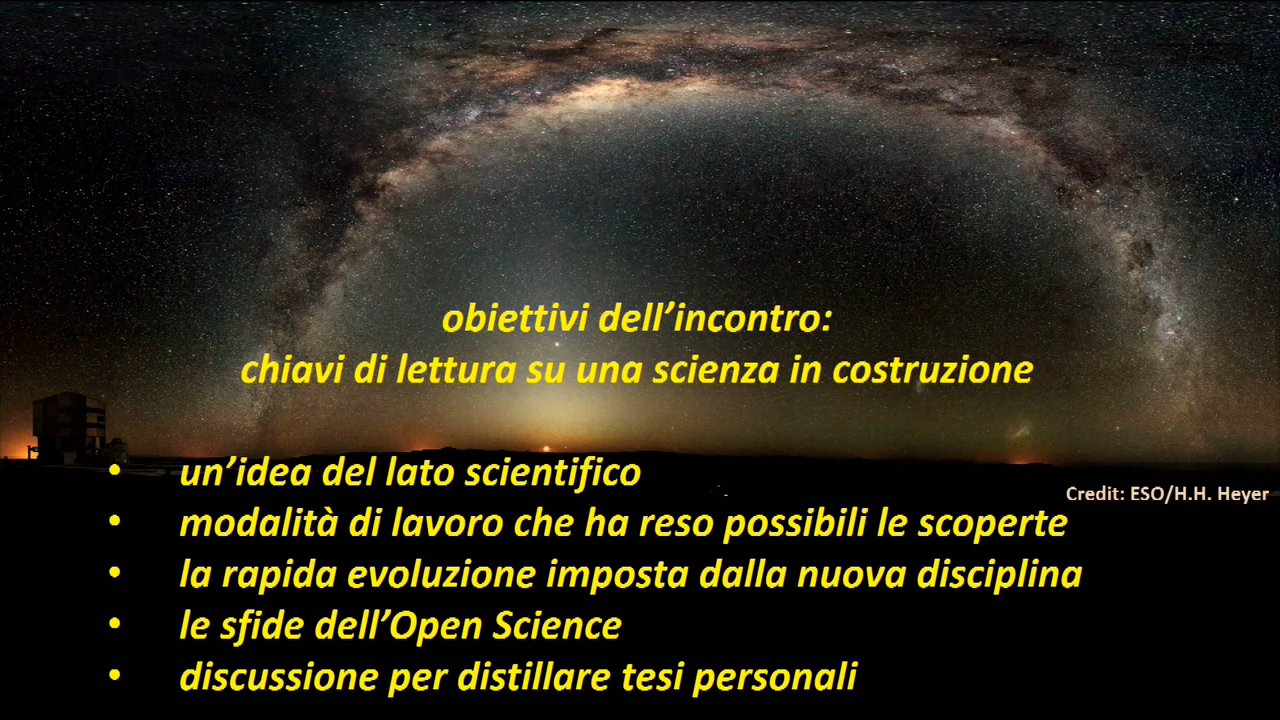 obiettivi dell’incontro:
chiavi di lettura su una scienza in costruzione
• un’idea del lato scientifico
Credit: ESO/H.H. Heyer
• modalità di lavoro che ha reso possibili le scoperte
• la rapida evoluzione imposta dalla nuova disciplina
• le sfide dell’Open Science
• discussione per distillare tesi personali